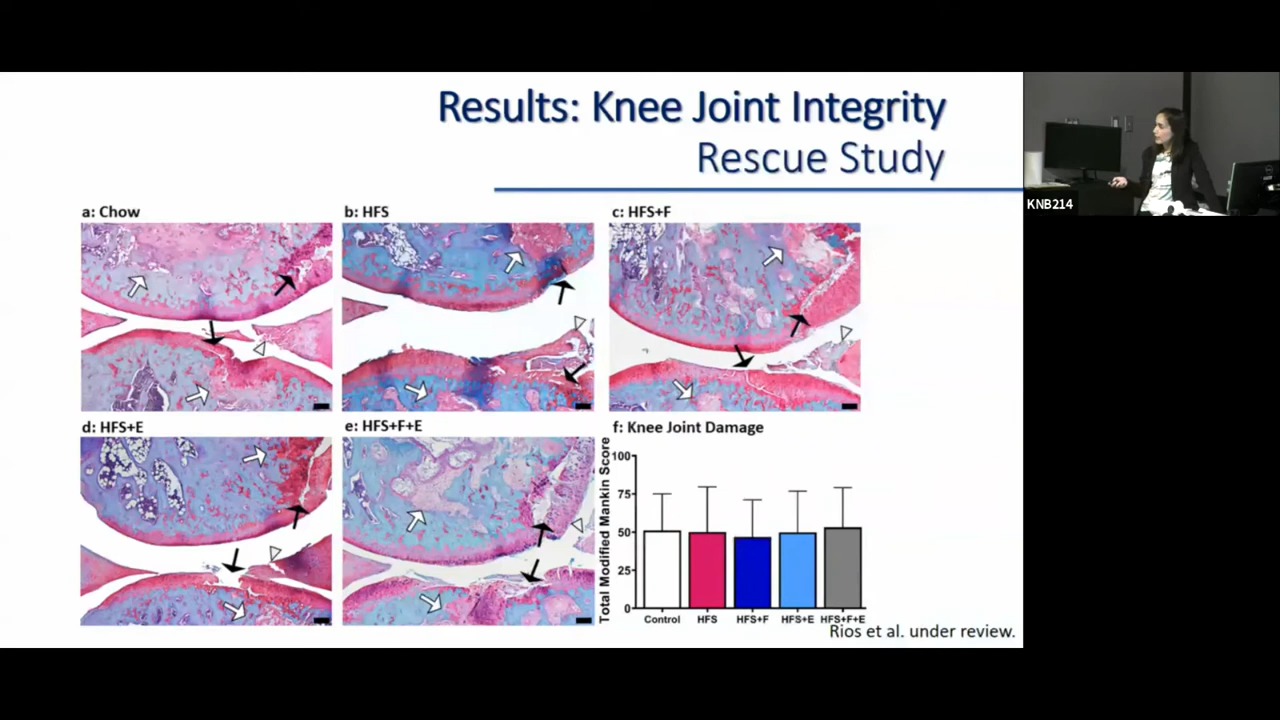 Results: Knee Joint Integrity
Rescue Study
KNB214
a: Chow
b: HFS
c: HFS+F
d: HFS+E
e: HFS+F+E
f: Knee Joint Damage
Total Modified Mankin Score
100
75
50
25
0
Control HFS HFS+F HFS+E HFS+F+E
Rios et al. under review.